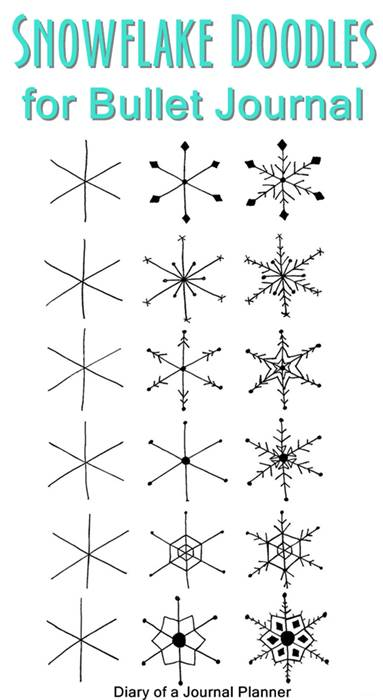 SNOWFLAKE DOODLES
for Bullet Journal
Diary of a Journal Planner